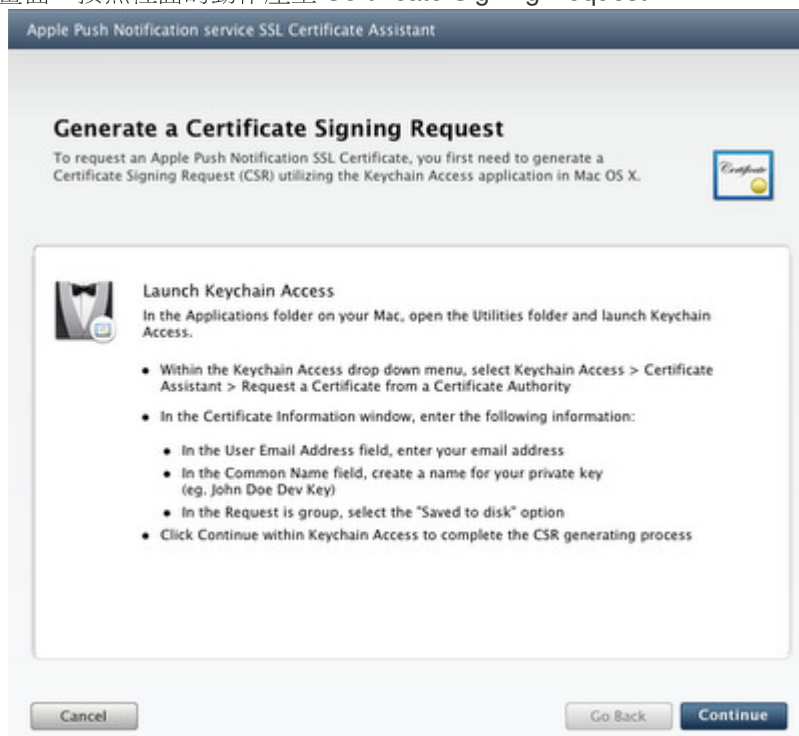 Apple Push Notification service SSL Certificate Assistant
Generate a Certificate Signing Request
To request an Apple Push Notification SSL Certificate, you first need to generate a
Certificate Signing Request (CSR) utilizing the Keychain Access application in Mac OS X.
Certificate
Launch Keychain Access
In the Applications folder on your Mac, open the Utilities folder and launch Keychain
Access.
• Within the Keychain Access drop down menu, select Keychain Access > Certificate
Assistant > Request a Certificate from a Certificate Authority
• In the Certificate Information window, enter the following information:
• In the User Email Address field, enter your email address
• In the Common Name field, create a name for your private key
(eg. John Doe Dev Key)
• In the Request is group, select the "Saved to disk" option
• Click Continue within Keychain Access to complete the CSR generating process
Cancel
Go Back
Continue